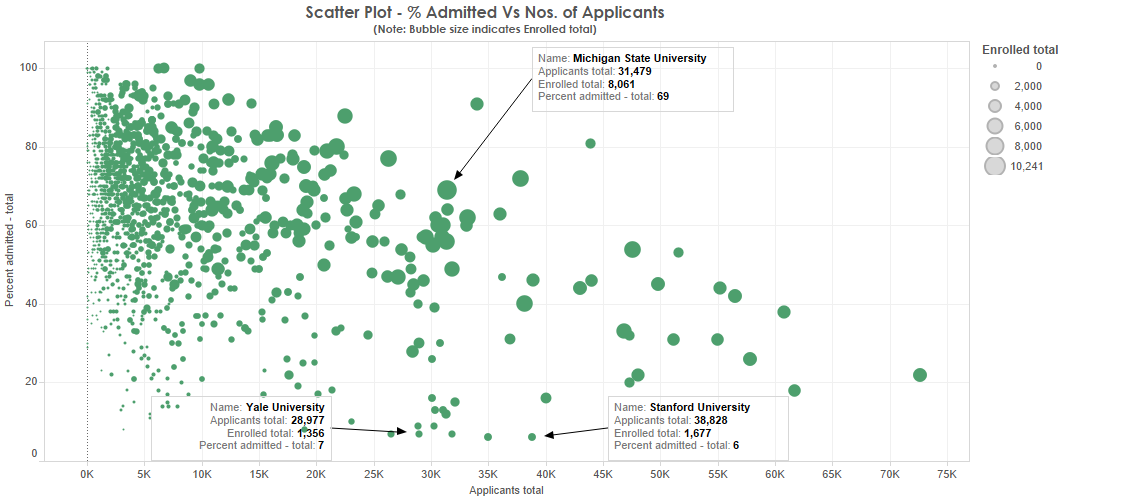 Scatter Plot - % Admitted Vs Nos. of Applicants
(Note: Bubble size indicates Enrolled total)
Enrolled total
0
2,000
4,000
6,000
8,000
10,241
Name: Michigan State University
Applicants total: 31,479
Enrolled total: 8,061
Percent admitted - total: 69
Percent admitted - total
100
80
60
40
20
0
Name: Yale University
Applicants total: 28,977
Enrolled total: 1,356
Percent admitted - total: 7
Name: Stanford University
Applicants total: 38,828
Enrolled total: 1,677
Percent admitted - total: 6
0K 5K 10K 15K 20K 25K 30K 35K 40K 45K 50K 55K 60K 65K 70K 75K
Applicants total